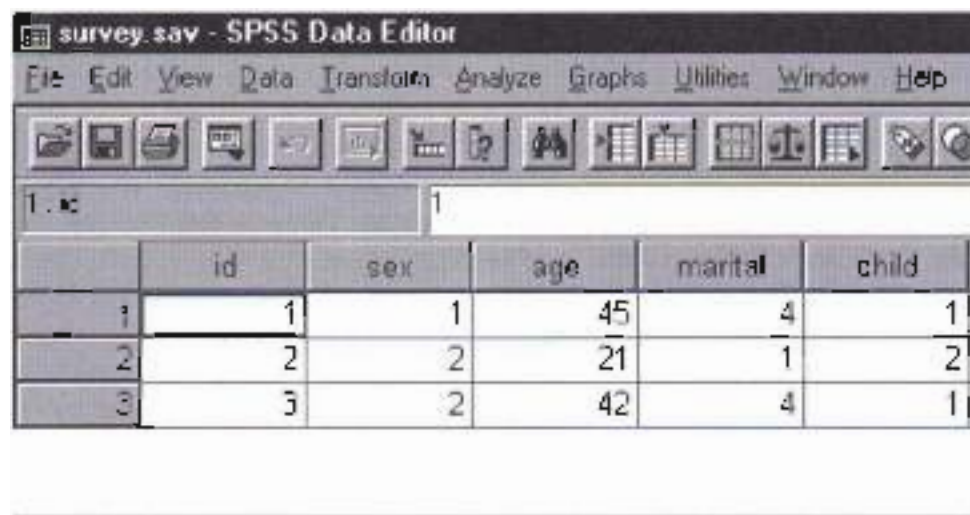 survey.sav - SPSS Data Editor
File Edit View Data Transform Analyze Graphs Utilities Window Help
1 : id 1
id sex age marital child
1 1 1 45 4 1
2 2 2 21 1 2
3 3 2 42 4 1